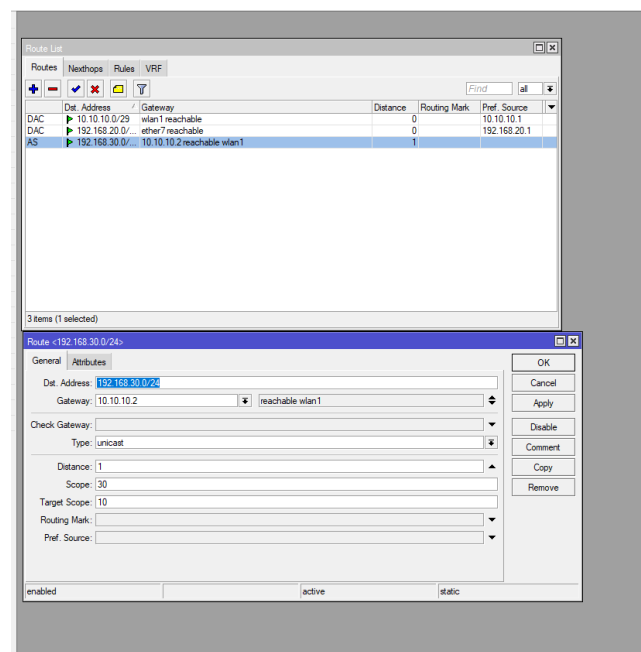 Route List
Routes Nexthops Rules VRF
Find all
Dst. Address / Gateway Distance Routing Mark Pref. Source
DAC 10.10.10.0/29 wlan1 reachable 0 10.10.10.1
DAC 192.168.20.0/... ether7 reachable 0 192.168.20.1
AS 192.168.30.0/... 10.10.10.2 reachable wlan1 1
3 items (1 selected)
Route <192.168.30.0/24>
General Attributes
Dst. Address: 192.168.30.0/24
Gateway: 10.10.10.2 reachable wlan1
Check Gateway:
Type: unicast
Distance: 1
Scope: 30
Target Scope: 10
Routing Mark:
Pref. Source:
OK
Cancel
Apply
Disable
Comment
Copy
Remove
enabled active static